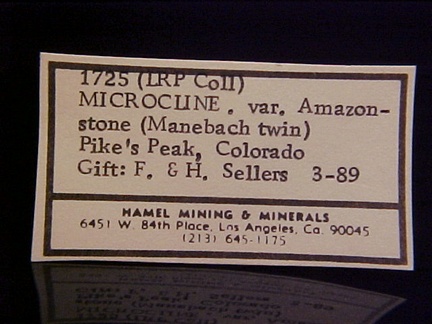 1725 (LRP Coll)
MICROCLINE . var. Amazon-
stone (Manebach twin)
Pike's Peak, Colorado
Gift: F. & H. Sellers 3-89
HAMEL MINING & MINERALS
6451 W. 84th Place, Los Angeles, Ca. 90045
(213) 645-1175